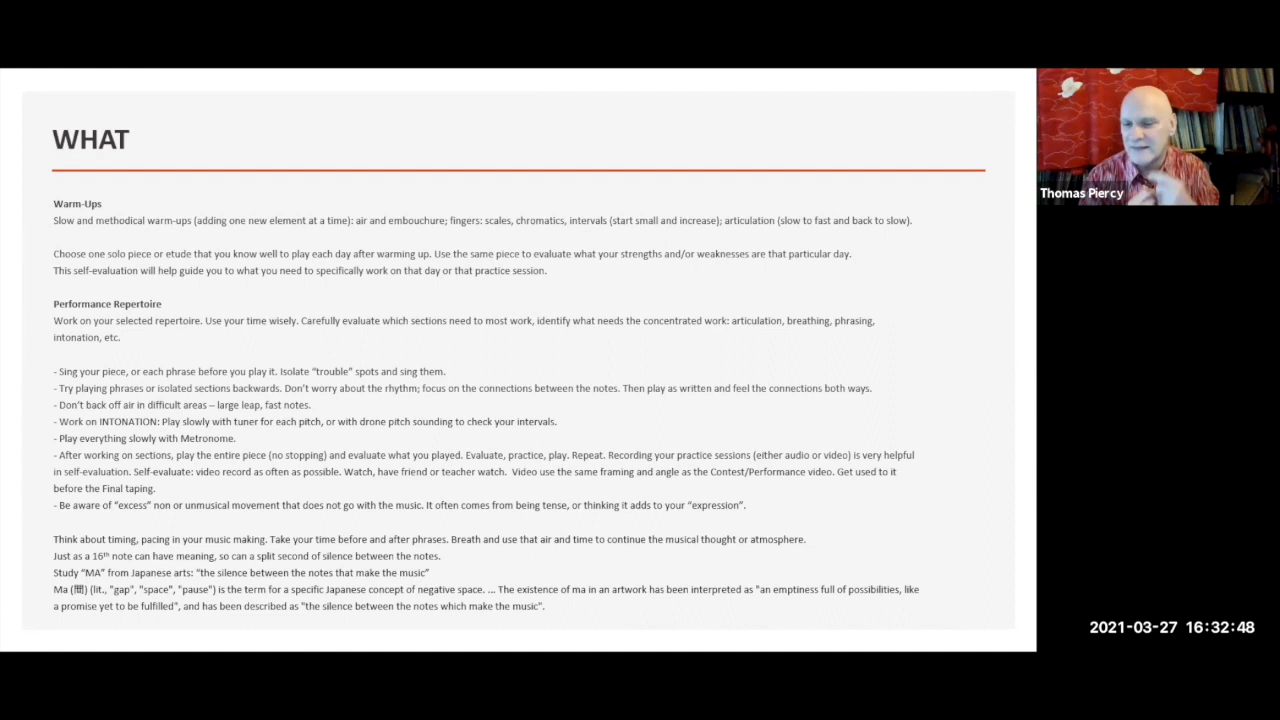 WHAT
Warm-Ups
Slow and methodical warm-ups (adding one new element at a time): air and embouchure; fingers: scales, chromatics, intervals (start small and increase); articulation (slow to fast and back to slow).
Choose one solo piece or etude that you know well to play each day after warming up. Use the same piece to evaluate what your strengths and/or weaknesses are that particular day.
This self-evaluation will help guide you to what you need to specifically work on that day or that practice session.
Performance Repertoire
Work on your selected repertoire. Use your time wisely. Carefully evaluate which sections need to most work, identify what needs the concentrated work: articulation, breathing, phrasing,
intonation, etc.
- Sing your piece, or each phrase before you play it. Isolate “trouble” spots and sing them.
- Try playing phrases or isolated sections backwards. Don’t worry about the rhythm; focus on the connections between the notes. Then play as written and feel the connections both ways.
- Don’t back off air in difficult areas – large leap, fast notes.
- Work on INTONATION: Play slowly with tuner for each pitch, or with drone pitch sounding to check your intervals.
- Play everything slowly with Metronome.
- After working on sections, play the entire piece (no stopping) and evaluate what you played. Evaluate, practice, play. Repeat. Recording your practice sessions (either audio or video) is very helpful
in self-evaluation. Self-evaluate: video record as often as possible. Watch, have friend or teacher watch.  Video use the same framing and angle as the Contest/Performance video. Get used to it
before the Final taping.
- Be aware of “excess” non or unmusical movement that does not go with the music. It often comes from being tense, or thinking it adds to your “expression”.
Think about timing, pacing in your music making. Take your time before and after phrases. Breath and use that air and time to continue the musical thought or atmosphere.
Just as a 16th note can have meaning, so can a split second of silence between the notes.
Study “MA” from Japanese arts: “the silence between the notes that make the music”
Ma (間) (lit., "gap", "space", "pause") is the term for a specific Japanese concept of negative space. ... The existence of ma in an artwork has been interpreted as "an emptiness full of possibilities, like
a promise yet to be fulfilled", and has been described as "the silence between the notes which make the music".
Thomas Piercy
2021-03-27 16:32:48